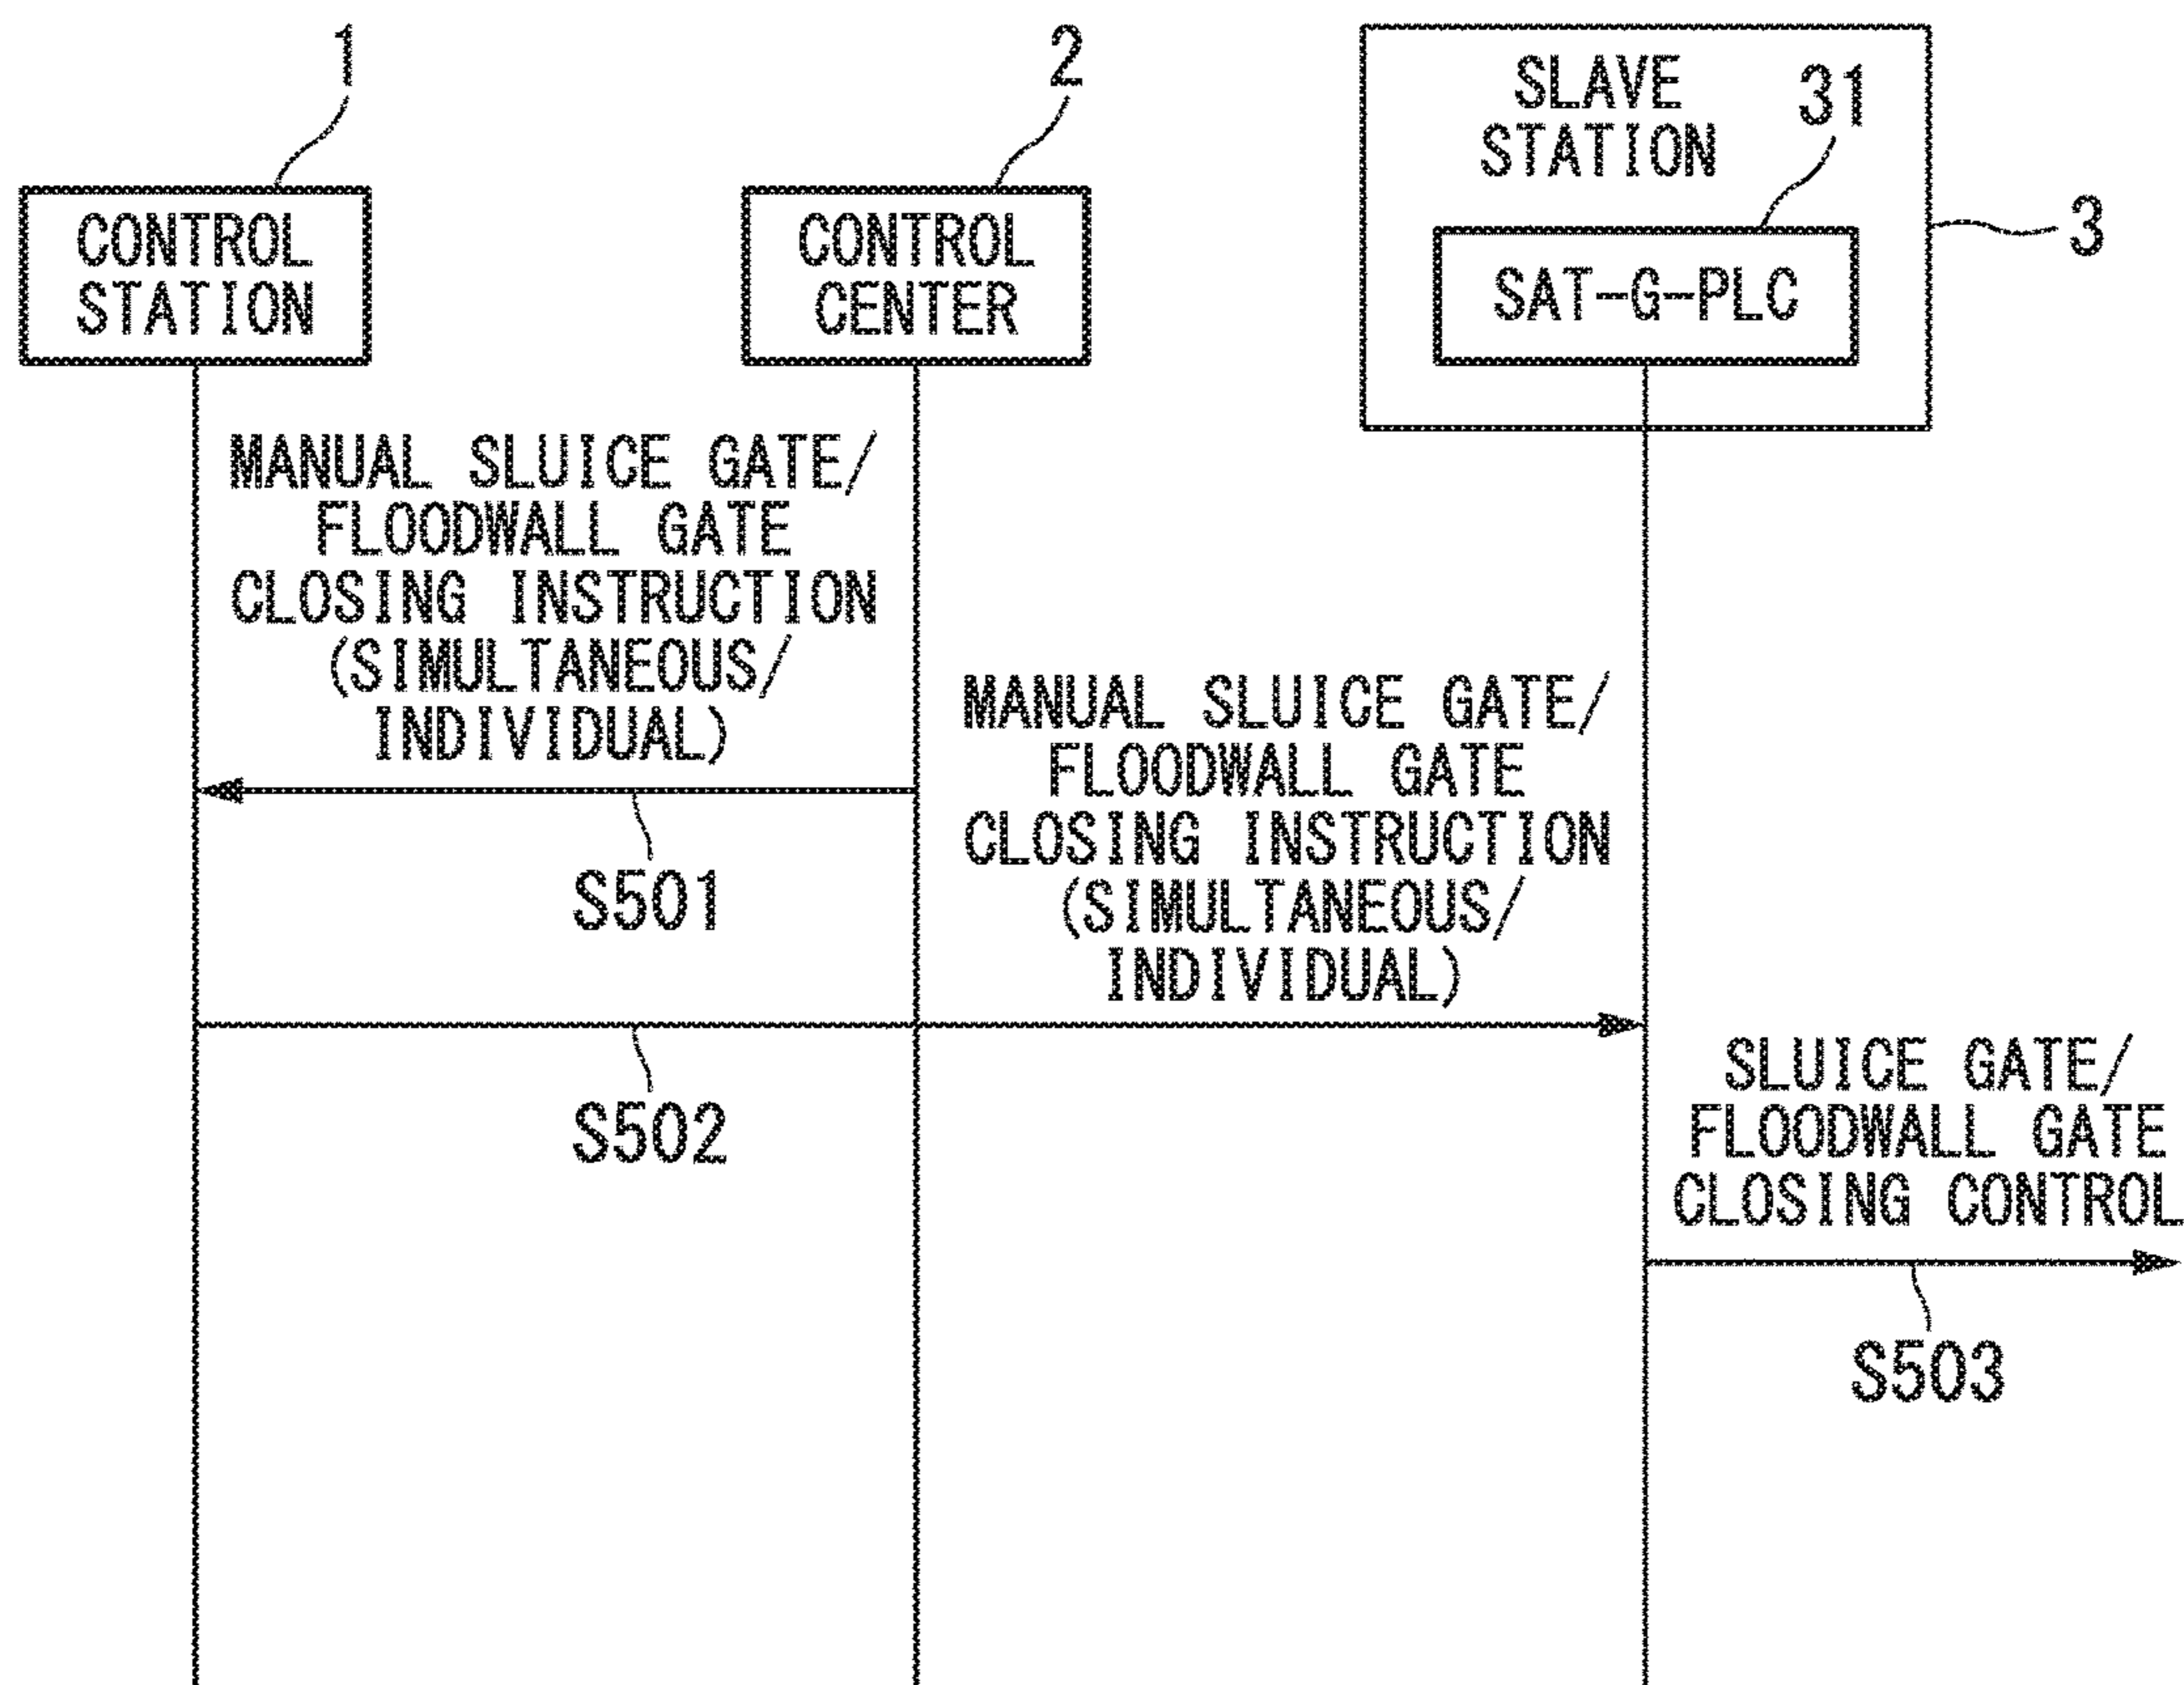 1
2
SLAVE
STATION
31
3
CONTROL
STATION
CONTROL
CENTER
SAT-G-PLC
MANUAL SLUICE GATE/
FLOODWALL GATE
CLOSING INSTRUCTION
(SIMULTANEOUS/
INDIVIDUAL)
S501
MANUAL SLUICE GATE/
FLOODWALL GATE
CLOSING INSTRUCTION
(SIMULTANEOUS/
INDIVIDUAL)
S502
SLUICE GATE/
FLOODWALL GATE
CLOSING CONTROL
S503